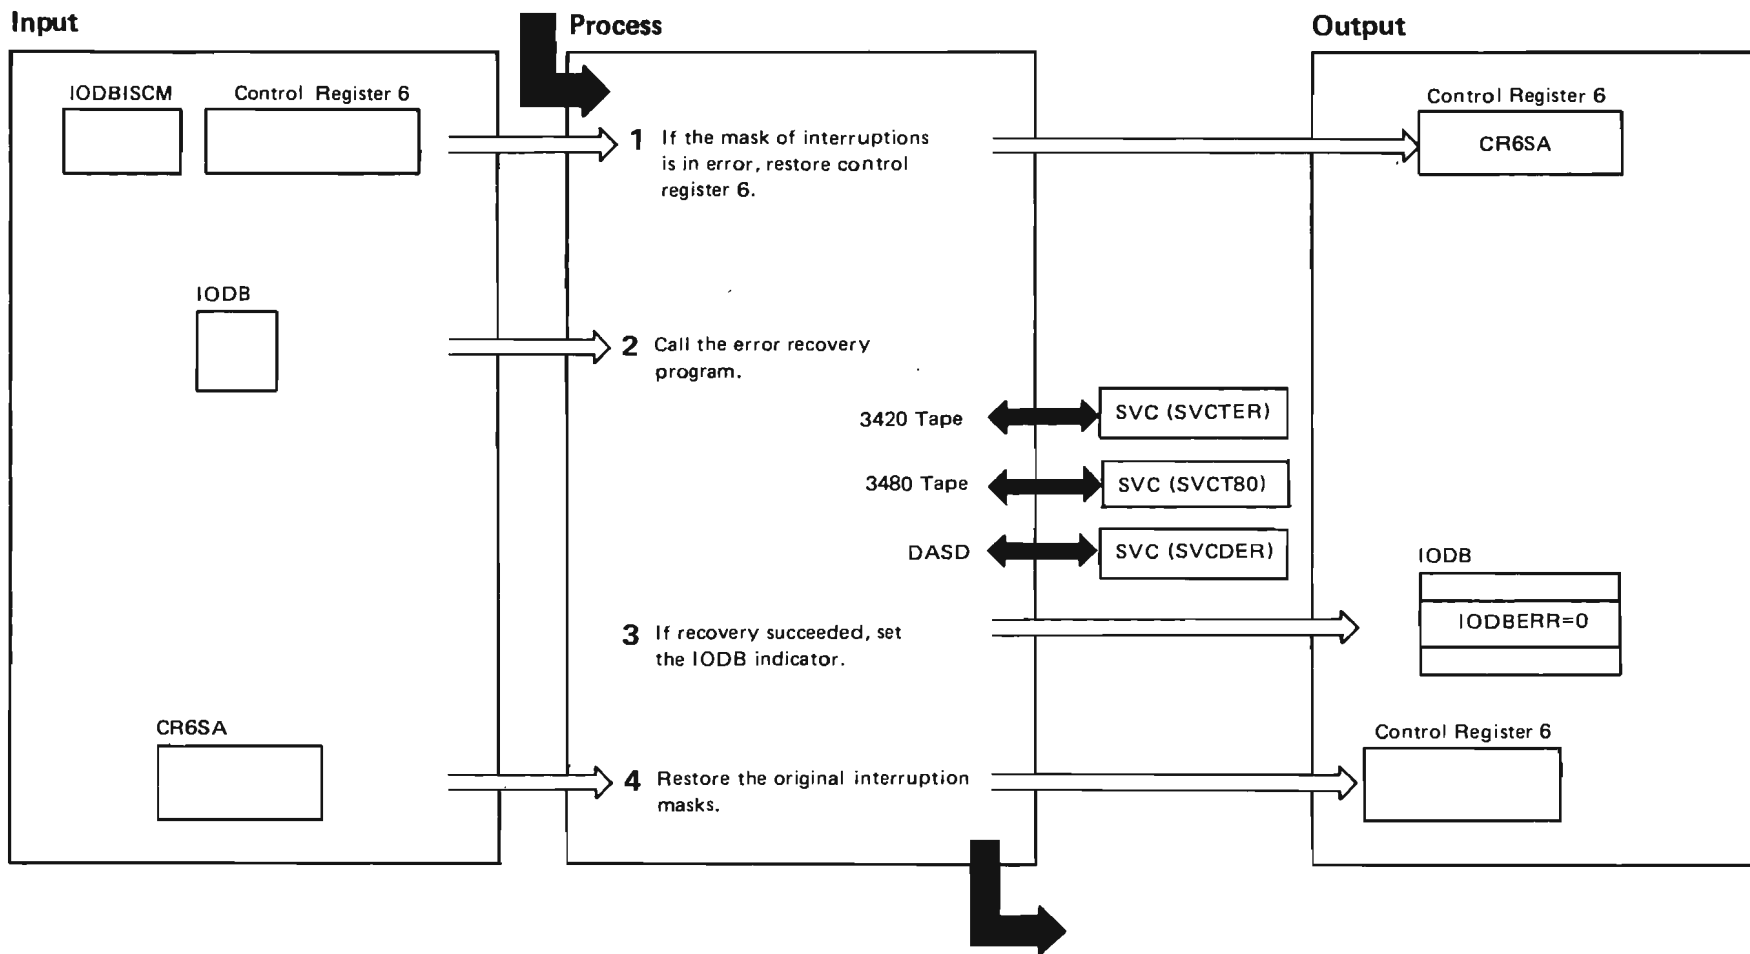 Input
Process
Output
IODBISCM
Control Register 6
Control Register 6
1 If the mask of interruptions
is in error, restore control
register 6.
CR6SA
IODB
2 Call the error recovery
program.
3420 Tape
SVC (SVCTER)
3480 Tape
SVC (SVCT80)
DASD
SVC (SVCDER)
IODB
IODBERR=0
3 If recovery succeeded, set
the IODB indicator.
CR6SA
Control Register 6
4 Restore the original interruption
masks.